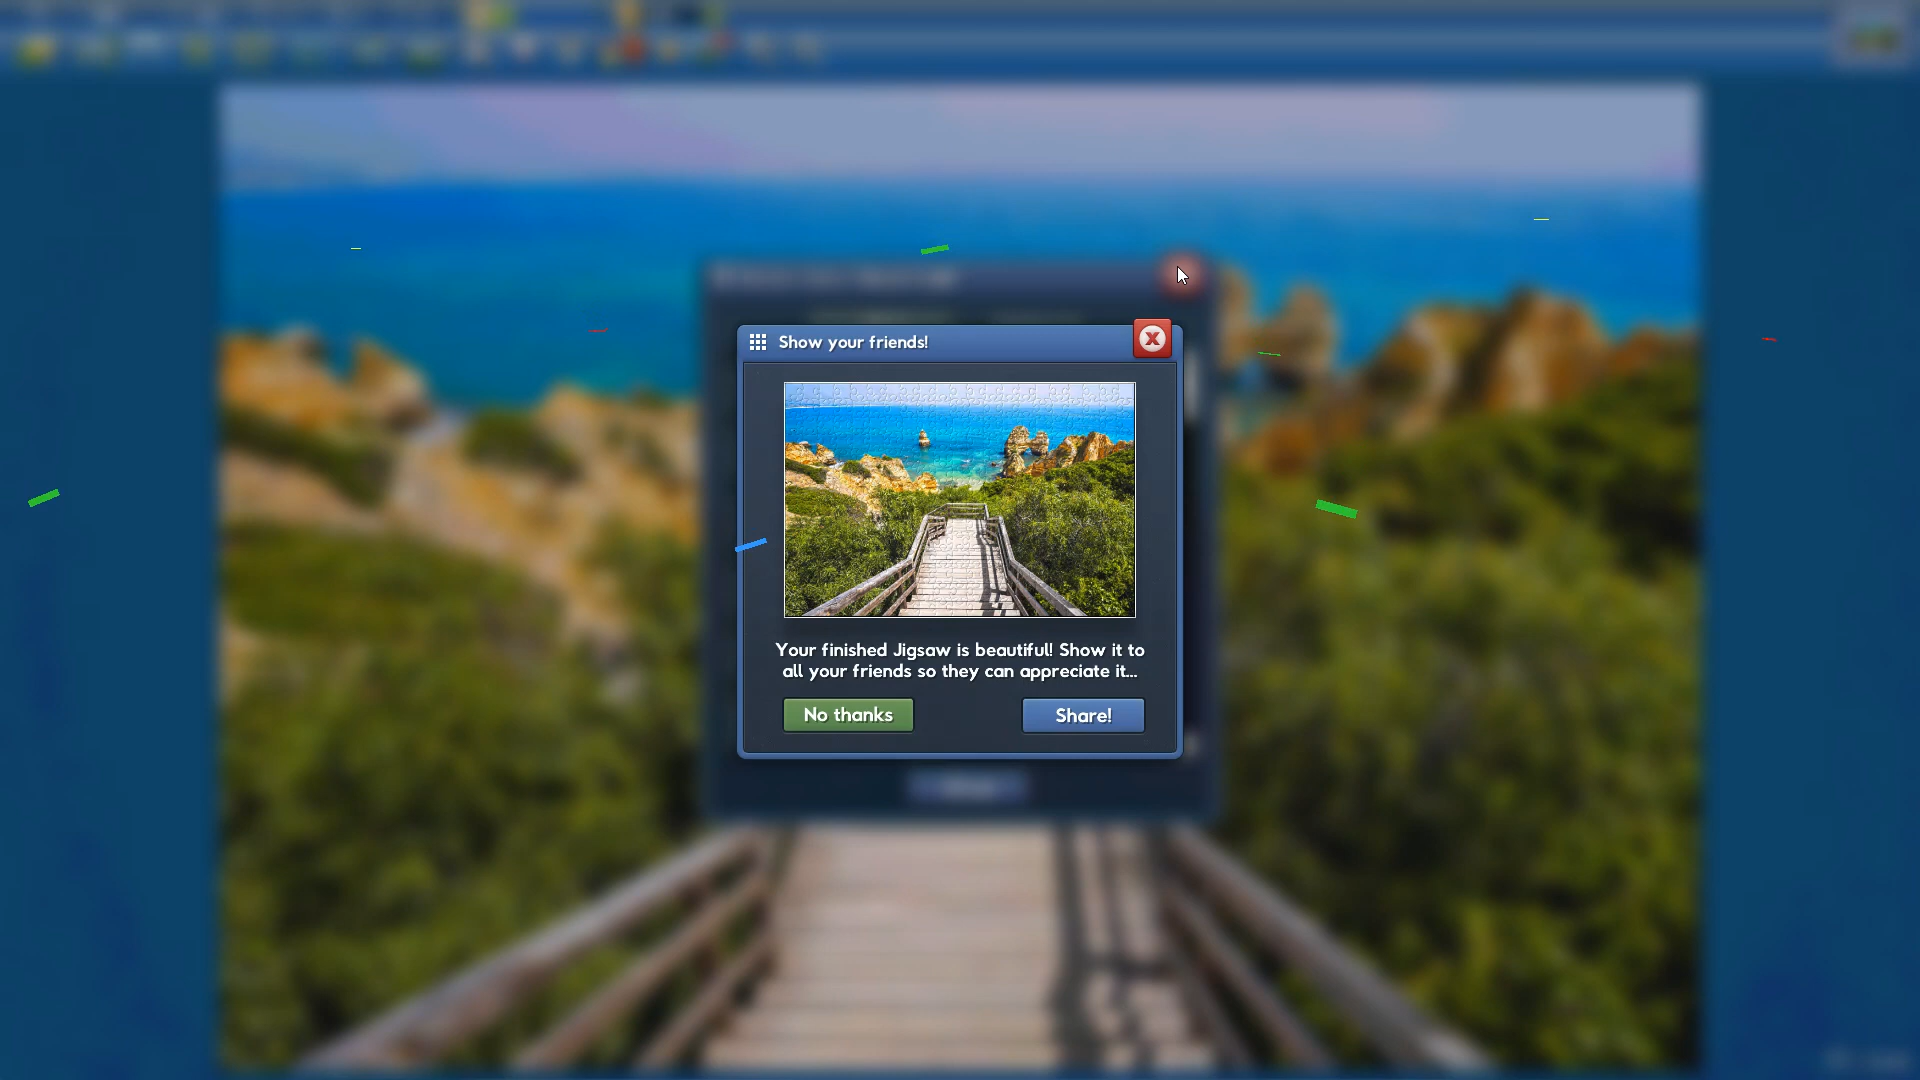 Show your friends!
Your finished Jigsaw is beautiful! Show it to
all your friends so they can appreciate it...
No thanks
Share!